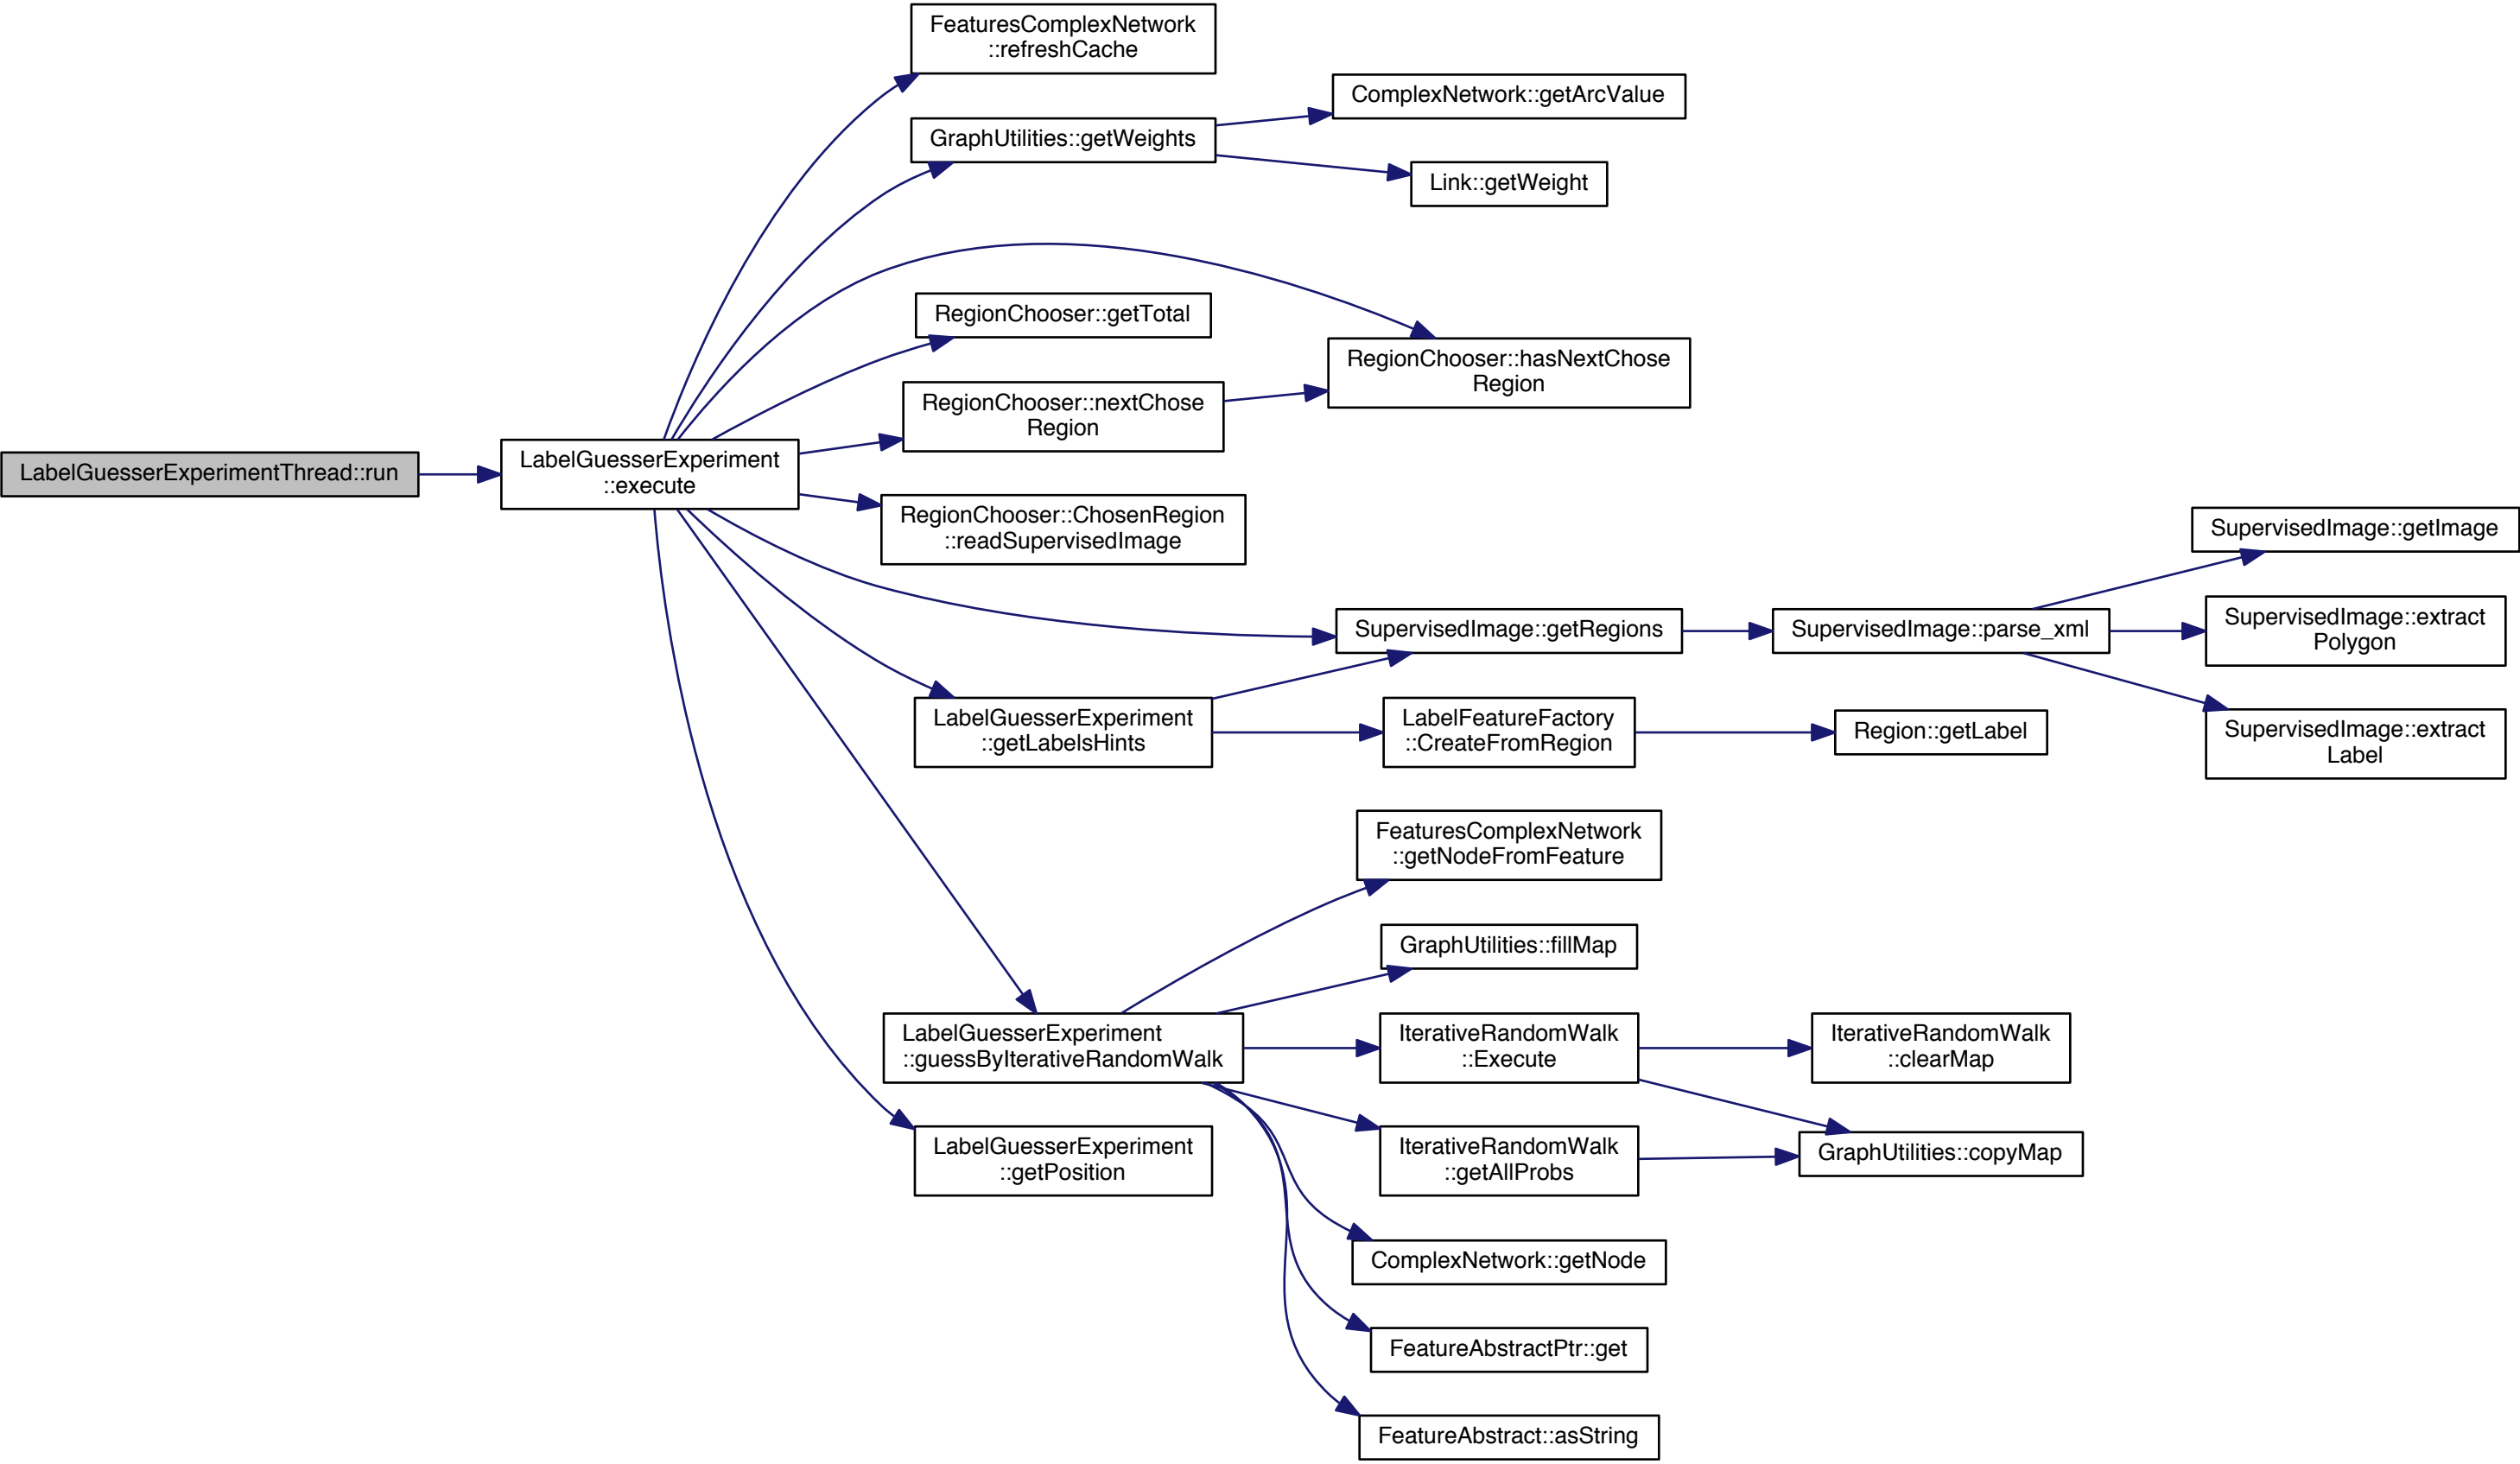 FeaturesComplexNetwork
::refreshCache
ComplexNetwork::getArcValue
GraphUtilities::getWeights
Link::getWeight
RegionChooser::getTotal
RegionChooser::hasNextChose
Region
RegionChooser::nextChose
Region
LabelGuesserExperimentThread::run
LabelGuesserExperiment
::execute
RegionChooser::ChosenRegion
::readSupervisedImage
SupervisedImage::getImage
SupervisedImage::getRegions
SupervisedImage::parse_xml
SupervisedImage::extract
Polygon
LabelGuesserExperiment
::getLabelsHints
LabelFeatureFactory
::CreateFromRegion
Region::getLabel
SupervisedImage::extract
Label
FeaturesComplexNetwork
::getNodeFromFeature
GraphUtilities::fillMap
LabelGuesserExperiment
::guessByIterativeRandomWalk
IterativeRandomWalk
::Execute
IterativeRandomWalk
::clearMap
LabelGuesserExperiment
::getPosition
IterativeRandomWalk
::getAllProbs
GraphUtilities::copyMap
ComplexNetwork::getNode
FeatureAbstractPtr::get
FeatureAbstract::asString